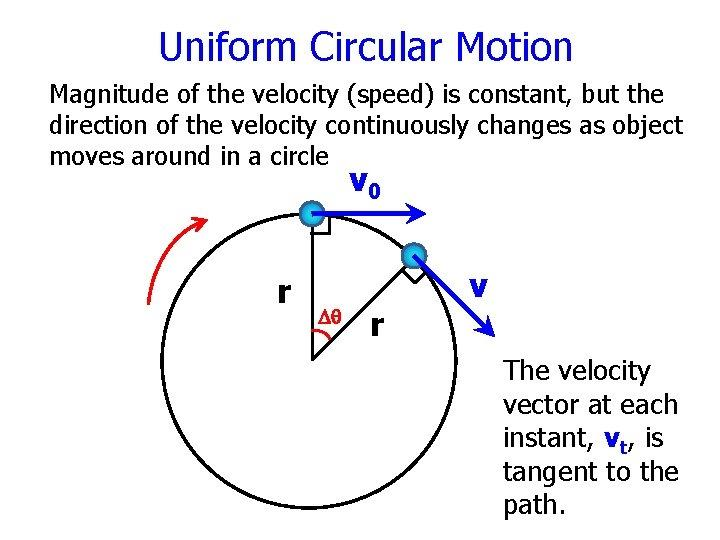 Uniform Circular Motion
Magnitude of the velocity (speed) is constant, but the
direction of the velocity continuously changes as object
moves around in a circle
v0
r
Δθ
r
v
The velocity
vector at each
instant, vt, is
tangent to the
path.